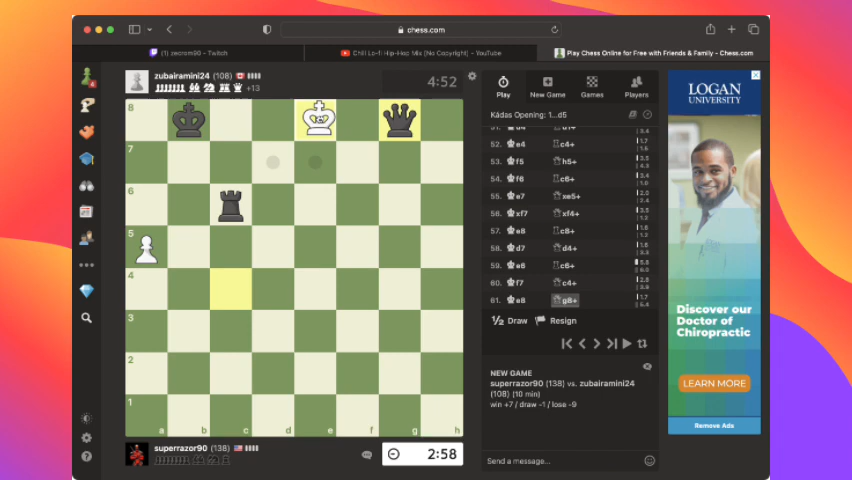 chess.com
zecrom90 - Twitch
Chill Lo-fi Hip-Hop Mix [No Copyright] - YouTube
Play Chess Online for Free with Friends & Family - Chess.com
zubairamini24 (108)
+13
4:52
8
7
6
5
4
3
2
1
a b c d e f g h
superrazor90 (138)
2:58
Play
New Game
Games
Players
Kádas Opening: 1...d5
52. e4 c4+
53. f5 h5+
54. f6 c6+
55. e7 xe5+
56. xf7 xf4+
57. e8 c8+
58. d7 d4+
59. e6 c6+
60. f7 c4+
61. e8 g8+
½ Draw
Resign
NEW GAME
superrazor90 (138) vs. zubairamini24
(108) (10 min)
win +7 / draw -1 / lose -9
Send a message...
LOGAN
UNIVERSITY
Discover our
Doctor of
Chiropractic
LEARN MORE
Remove Ads